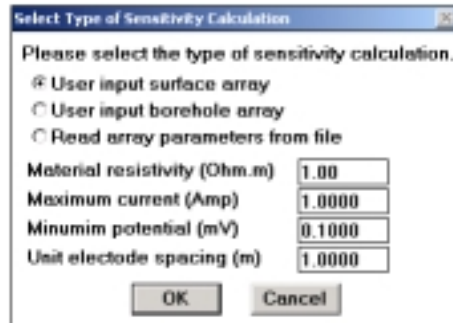 Select Type of Sensitivity Calculation
Please select the type of sensitivity calculation.
User input surface array
User input borehole array
Read array parameters from file
Material resistivity (Ohm.m) 1.00
Maximum current (Amp) 1.0000
Minumim potential (mV) 0.1000
Unit electode spacing (m) 1.0000
OK Cancel